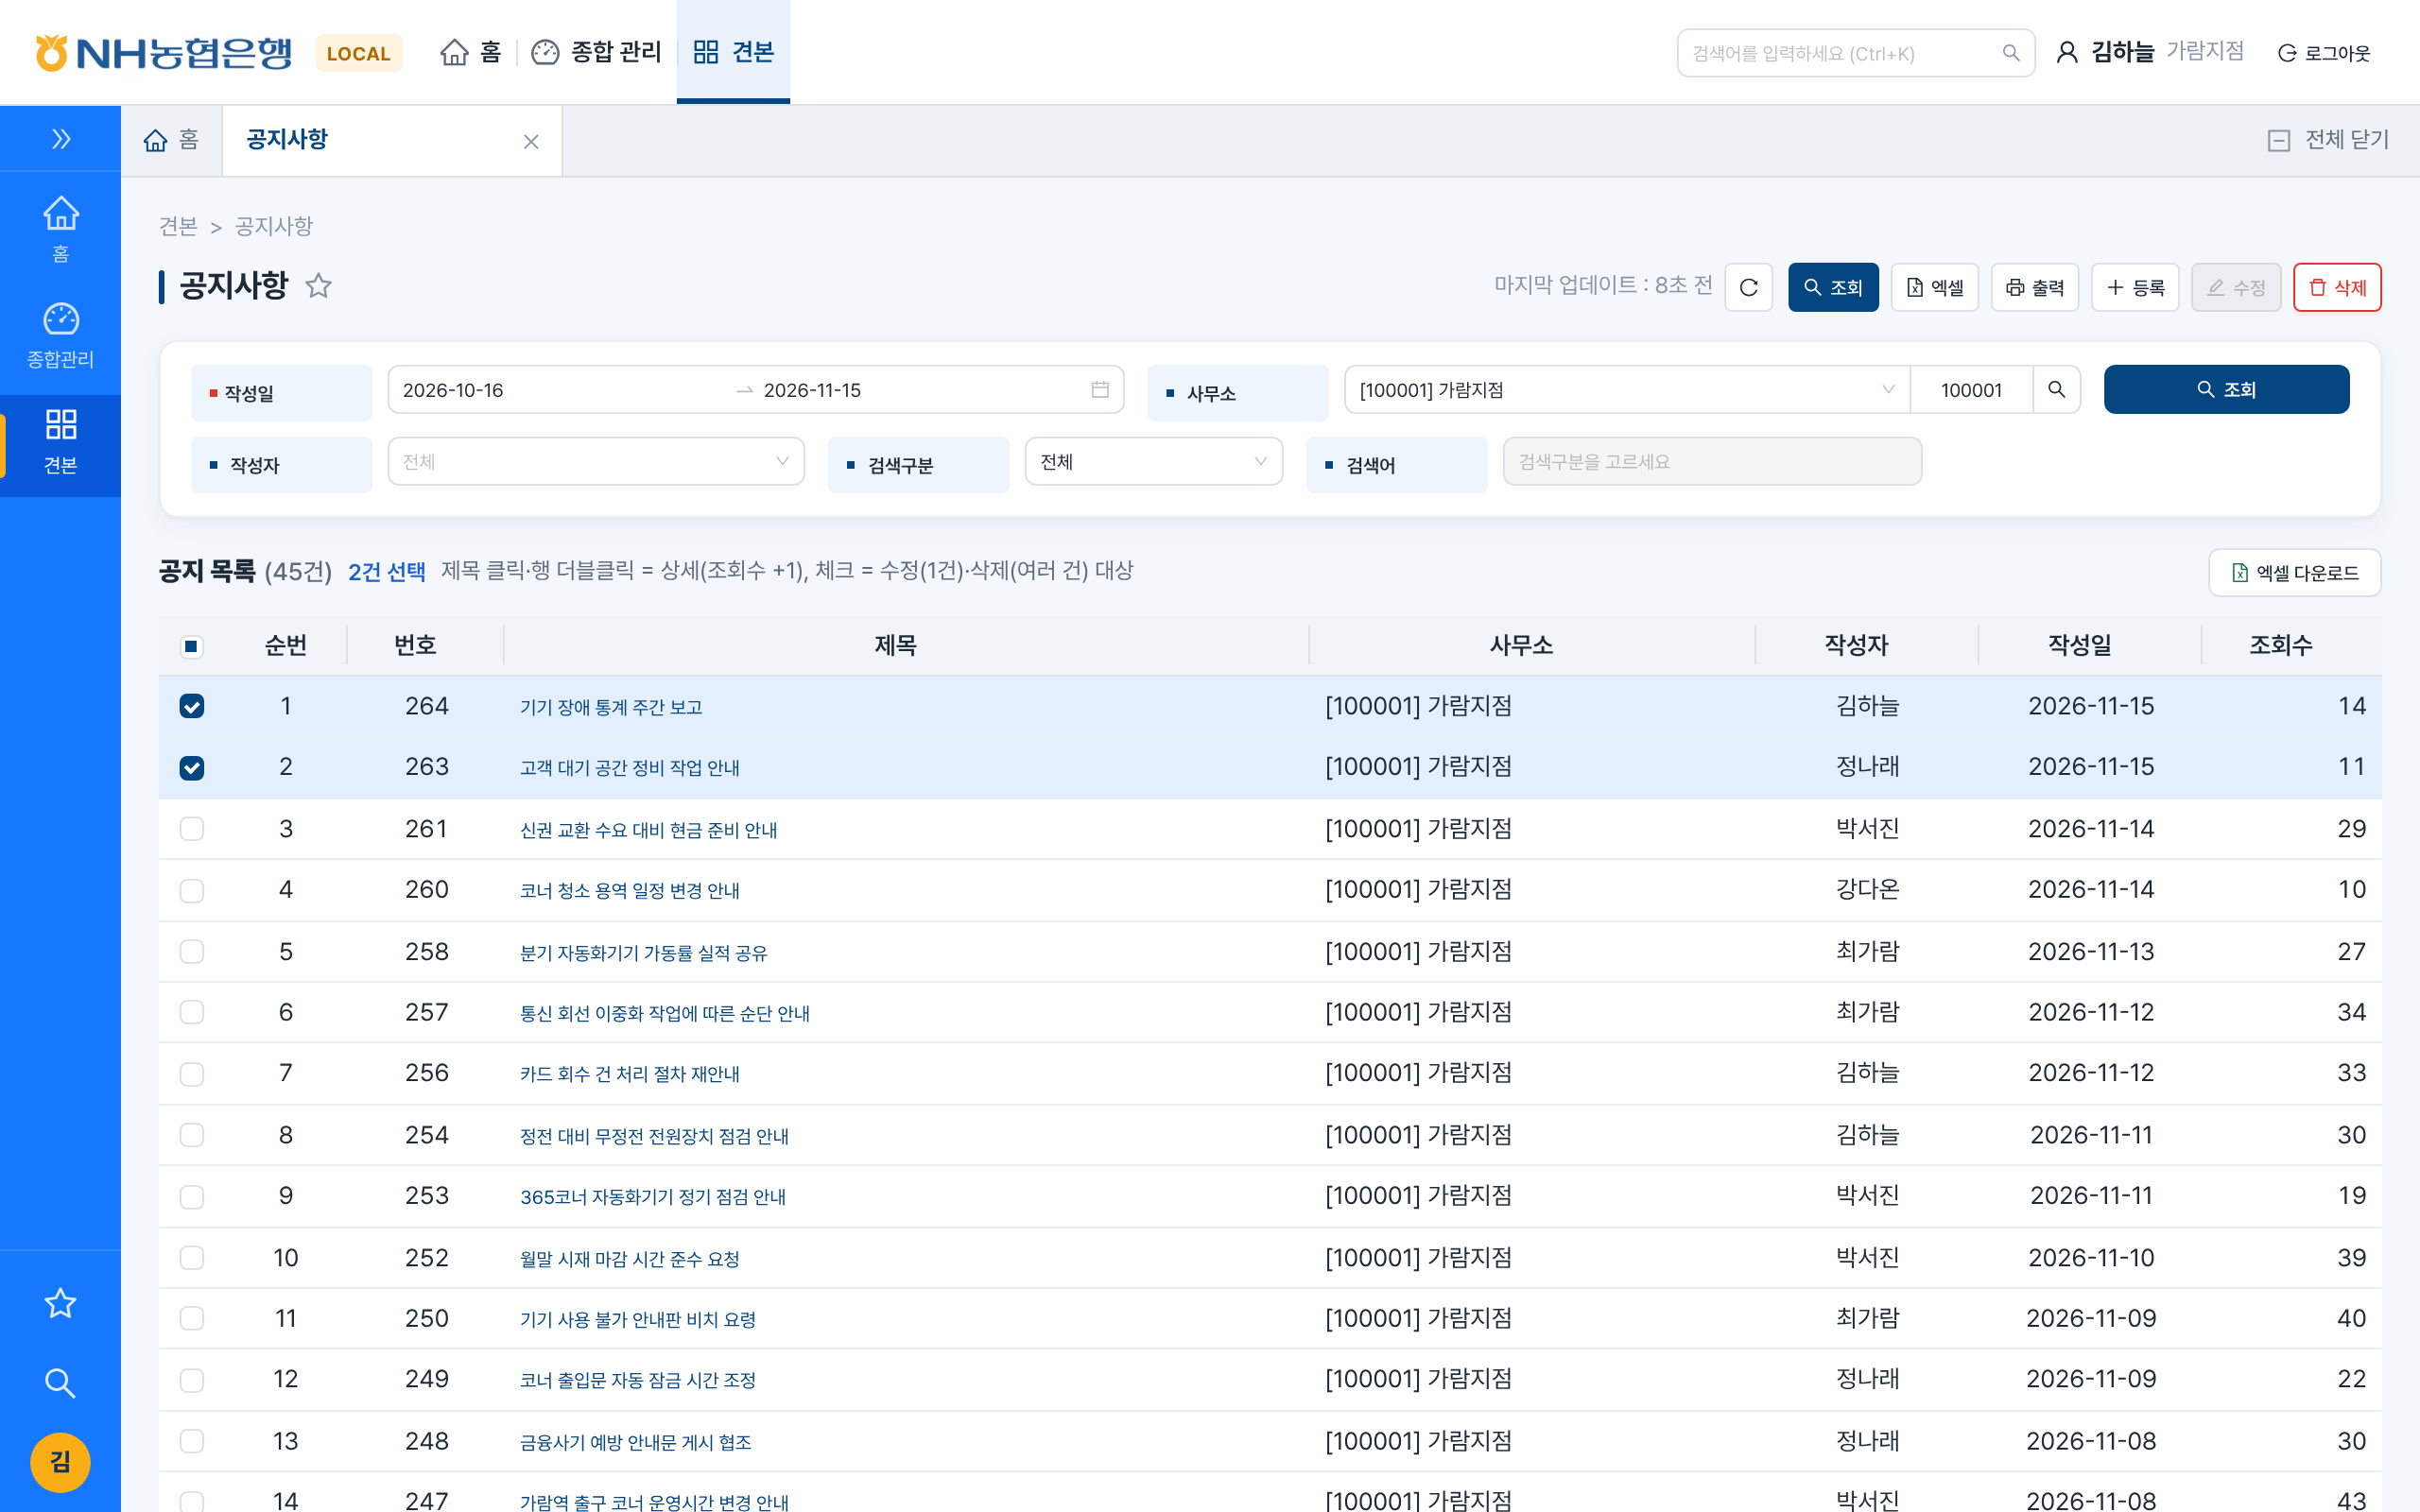 NH농협은행 LOCAL 홈 종합 관리 견본 검색어를 입력하세요 (Ctrl+K) 김하늘 가람지점 로그아웃
홈 공지사항 전체 닫기
홈
종합관리
견본
김
견본 > 공지사항
공지사항 마지막 업데이트 : 8초 전 조회 엑셀 출력 등록 수정 삭제
작성일 2026-10-16 → 2026-11-15 사무소 [100001] 가람지점 100001 조회
작성자 전체 검색구분 전체 검색어 검색구분을 고르세요
공지 목록 (45건) 2건 선택 제목 클릭·행 더블클릭 = 상세(조회수 +1), 체크 = 수정(1건)·삭제(여러 건) 대상 엑셀 다운로드
순번 번호 제목 사무소 작성자 작성일 조회수
1 264 기기 장애 통계 주간 보고 [100001] 가람지점 김하늘 2026-11-15 14
2 263 고객 대기 공간 정비 작업 안내 [100001] 가람지점 정나래 2026-11-15 11
3 261 신권 교환 수요 대비 현금 준비 안내 [100001] 가람지점 박서진 2026-11-14 29
4 260 코너 청소 용역 일정 변경 안내 [100001] 가람지점 강다온 2026-11-14 10
5 258 분기 자동화기기 가동률 실적 공유 [100001] 가람지점 최가람 2026-11-13 27
6 257 통신 회선 이중화 작업에 따른 순단 안내 [100001] 가람지점 최가람 2026-11-12 34
7 256 카드 회수 건 처리 절차 재안내 [100001] 가람지점 김하늘 2026-11-12 33
8 254 정전 대비 무정전 전원장치 점검 안내 [100001] 가람지점 김하늘 2026-11-11 30
9 253 365코너 자동화기기 정기 점검 안내 [100001] 가람지점 박서진 2026-11-11 19
10 252 월말 시재 마감 시간 준수 요청 [100001] 가람지점 박서진 2026-11-10 39
11 250 기기 사용 불가 안내판 비치 요령 [100001] 가람지점 최가람 2026-11-09 40
12 249 코너 출입문 자동 잠금 시간 조정 [100001] 가람지점 정나래 2026-11-09 22
13 248 금융사기 예방 안내문 게시 협조 [100001] 가람지점 정나래 2026-11-08 30
14 247 가람역 출구 코너 운영시간 변경 안내 [100001] 가람지점 박서진 2026-11-08 43